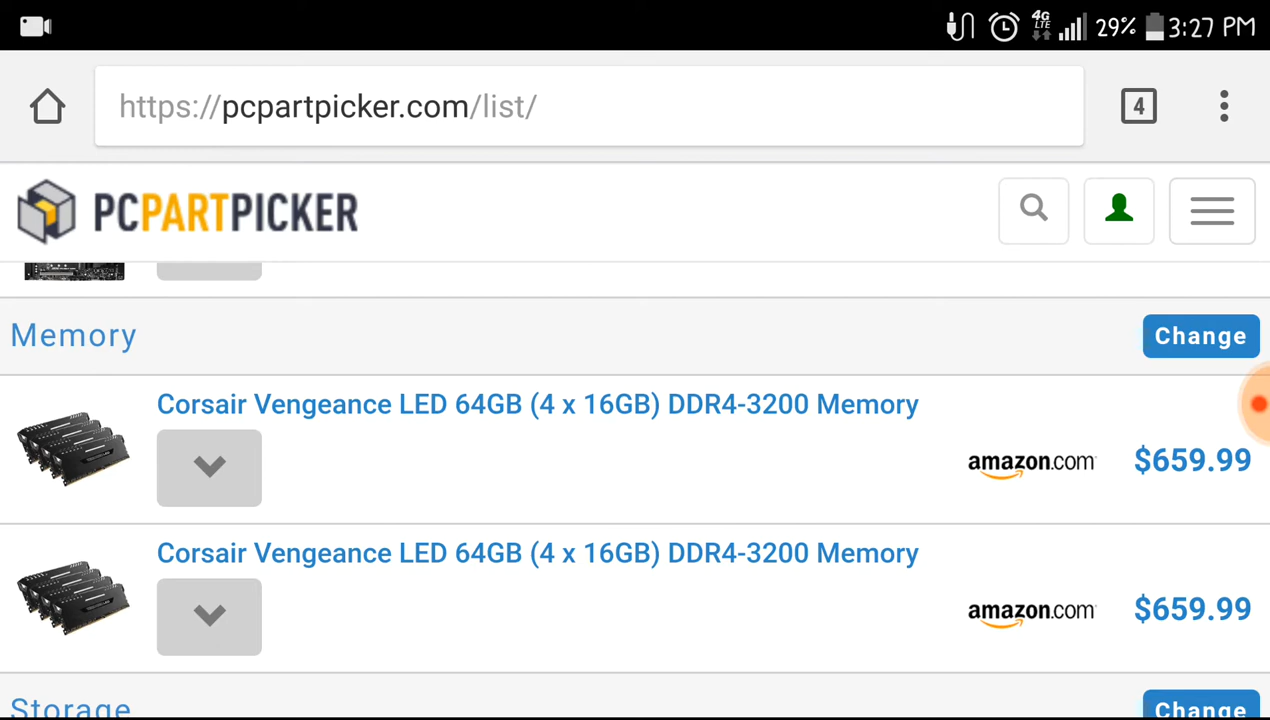 4G LTE 29% 3:27 PM
https://pcpartpicker.com/list/ 4
PCPARTPICKER
Memory Change
Corsair Vengeance LED 64GB (4 x 16GB) DDR4-3200 Memory
amazon.com $659.99
Corsair Vengeance LED 64GB (4 x 16GB) DDR4-3200 Memory
amazon.com $659.99
Storage Change